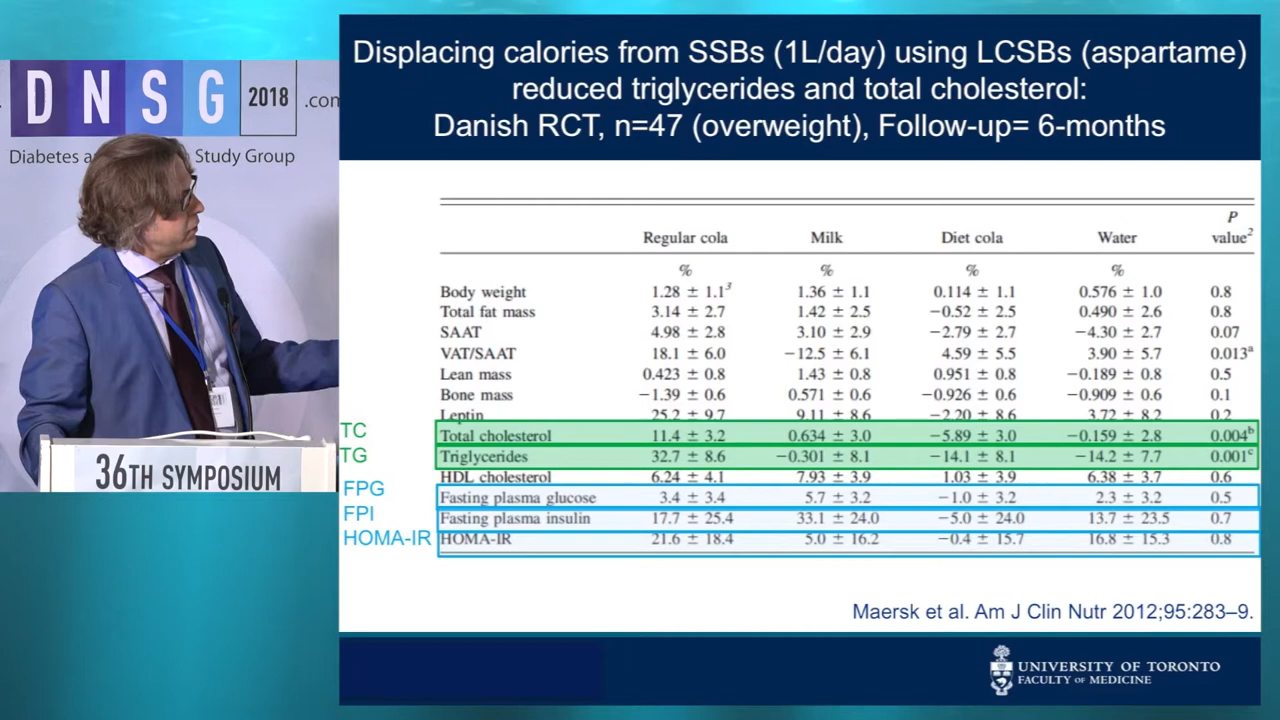 DNSG 2018 .com
Diabetes a Study Group
36TH SYMPOSIUM
Displacing calories from SSBs (1L/day) using LCSBs (aspartame)
reduced triglycerides and total cholesterol:
Danish RCT, n=47 (overweight), Follow-up= 6-months
P
Regular cola Milk Diet cola Water value²
% % % %
Body weight 1.28 ± 1.1³ 1.36 ± 1.1 0.114 ± 1.1 0.576 ± 1.0 0.8
Total fat mass 3.14 ± 2.7 1.42 ± 2.5 −0.52 ± 2.5 0.490 ± 2.6 0.8
SAAT 4.98 ± 2.8 3.10 ± 2.9 −2.79 ± 2.7 −4.30 ± 2.7 0.07
VAT/SAAT 18.1 ± 6.0 −12.5 ± 6.1 4.59 ± 5.5 3.90 ± 5.7 0.013ᵃ
Lean mass 0.423 ± 0.8 1.43 ± 0.8 0.951 ± 0.8 −0.189 ± 0.8 0.5
Bone mass −1.39 ± 0.6 0.571 ± 0.6 −0.926 ± 0.6 −0.909 ± 0.6 0.1
Leptin 25.2 ± 9.7 9.11 ± 8.6 −2.20 ± 8.6 3.72 ± 8.2 0.2
TC Total cholesterol 11.4 ± 3.2 0.634 ± 3.0 −5.89 ± 3.0 −0.159 ± 2.8 0.004ᵇ
TG Triglycerides 32.7 ± 8.6 −0.301 ± 8.1 −14.1 ± 8.1 −14.2 ± 7.7 0.001ᶜ
HDL cholesterol 6.24 ± 4.1 7.93 ± 3.9 1.03 ± 3.9 6.38 ± 3.7 0.6
FPG Fasting plasma glucose 3.4 ± 3.4 5.7 ± 3.2 −1.0 ± 3.2 2.3 ± 3.2 0.5
FPI Fasting plasma insulin 17.7 ± 25.4 33.1 ± 24.0 −5.0 ± 24.0 13.7 ± 23.5 0.7
HOMA-IR HOMA-IR 21.6 ± 18.4 5.0 ± 16.2 −0.4 ± 15.7 16.8 ± 15.3 0.8
Maersk et al. Am J Clin Nutr 2012;95:283–9.
UNIVERSITY OF TORONTO
FACULTY OF MEDICINE